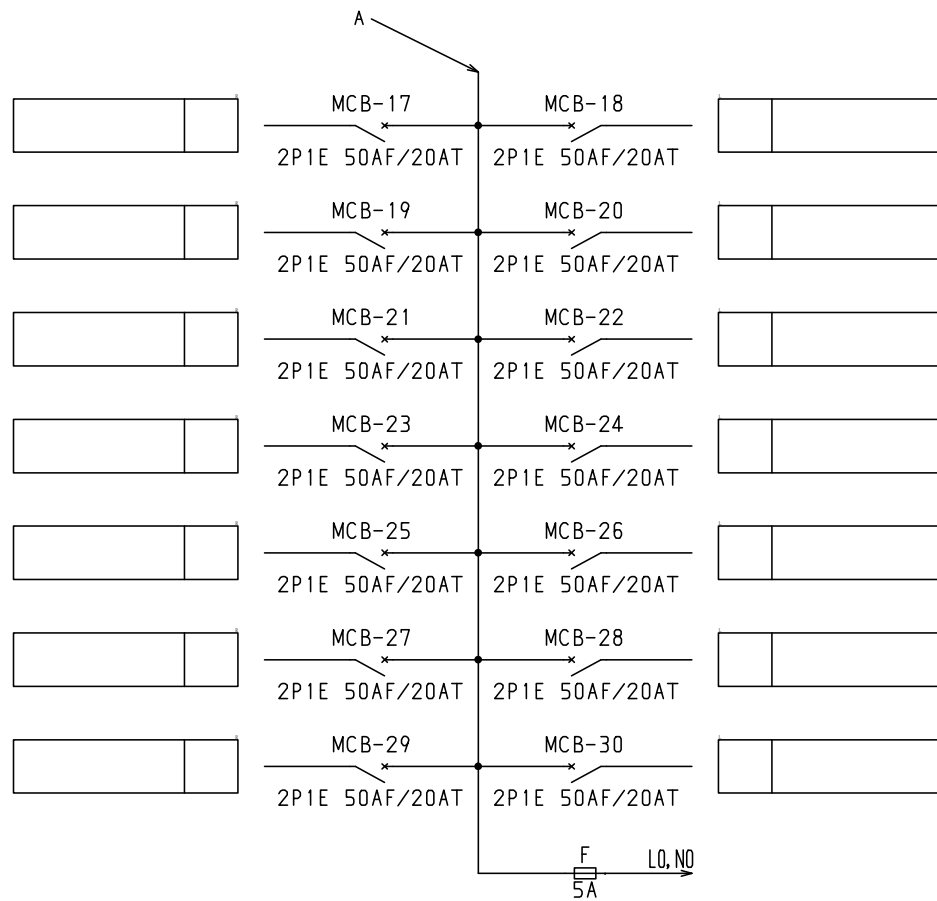 A
MCB-17 MCB-18
2P1E 50AF/20AT 2P1E 50AF/20AT
MCB-19 MCB-20
2P1E 50AF/20AT 2P1E 50AF/20AT
MCB-21 MCB-22
2P1E 50AF/20AT 2P1E 50AF/20AT
MCB-23 MCB-24
2P1E 50AF/20AT 2P1E 50AF/20AT
MCB-25 MCB-26
2P1E 50AF/20AT 2P1E 50AF/20AT
MCB-27 MCB-28
2P1E 50AF/20AT 2P1E 50AF/20AT
MCB-29 MCB-30
2P1E 50AF/20AT 2P1E 50AF/20AT
F L0,N0
5A